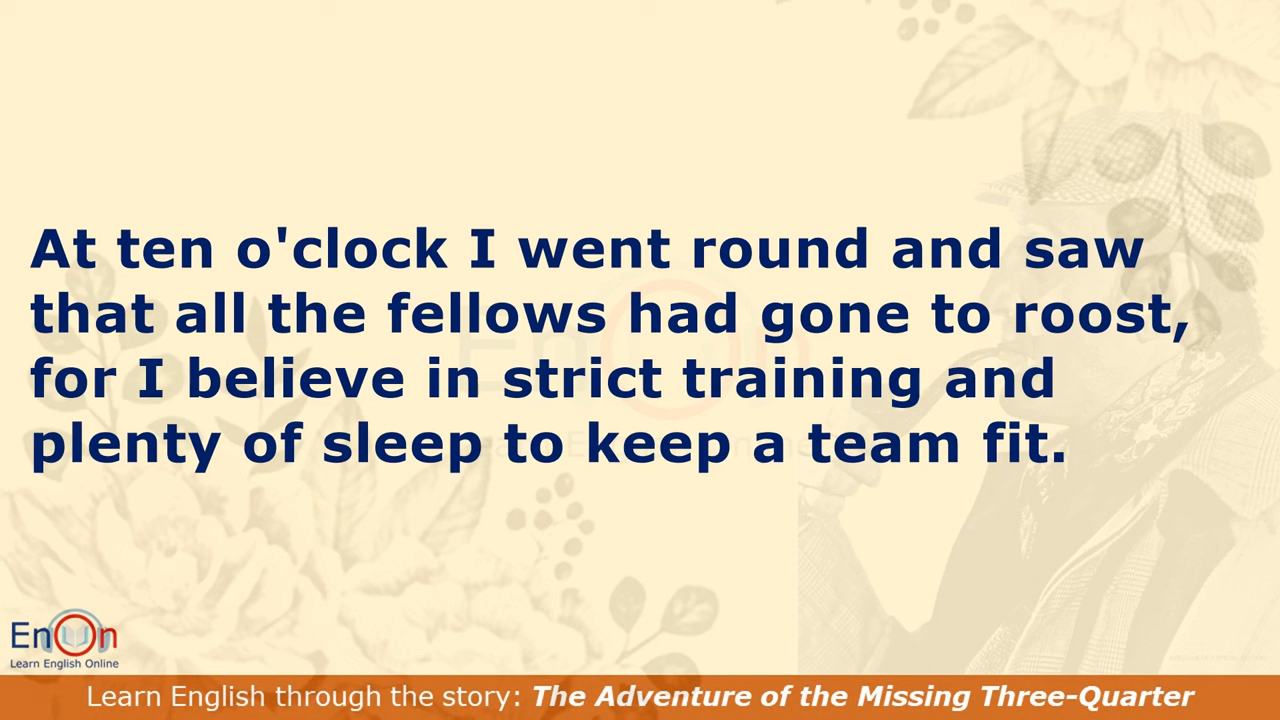 At ten o'clock I went round and saw
that all the fellows had gone to roost,
for I believe in strict training and
plenty of sleep to keep a team fit.
EnOn
Learn English Online
Learn English through the story: The Adventure of the Missing Three-Quarter